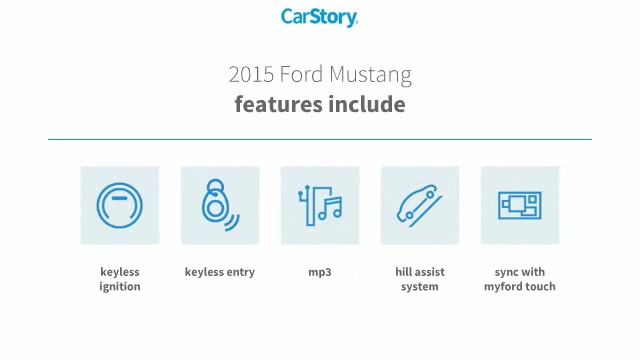 CarStory
2015 Ford Mustang
features include
keyless
ignition
keyless entry
mp3
hill assist
system
sync with
myford touch